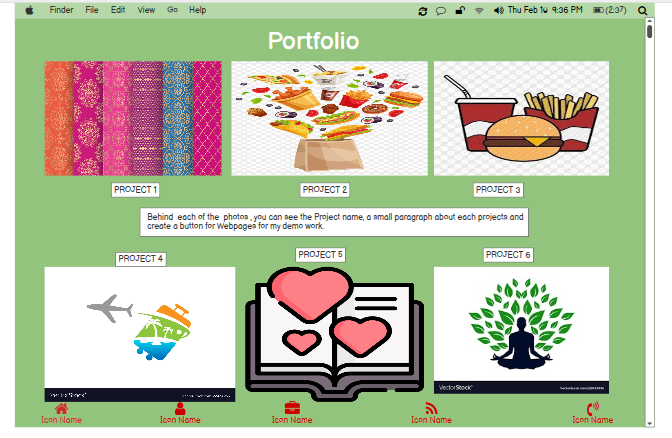 Finder File Edit View Go Help
Thu Feb 16 9:36 PM (2:37)
Portfolio
PROJECT 1
PROJECT 2
PROJECT 3
Behind each of the photos , you can see the Project name, a small paragraph about each projects and
create a button for Webpages for my demo work.
PROJECT 4
PROJECT 5
PROJECT 6
VectorStock
VectorStock
Icon Name
Icon Name
Icon Name
Icon Name
Icon Name